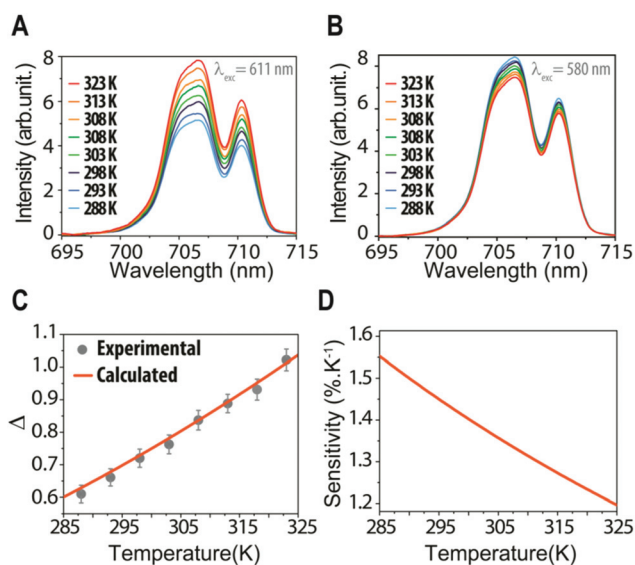 A
B
λexc=611 nm
λexc=580 nm
Intensity (arb.unit.)
8
6
4
2
0
323 K
313 K
308 K
308 K
303 K
298 K
293 K
288 K
695 700 705 710 715
Wavelength (nm)
Intensity (arb.unit.)
8
6
4
2
0
323 K
313 K
308 K
308 K
303 K
298 K
293 K
288 K
695 700 705 710 715
Wavelength (nm)
C
D
Δ
1.1
1.0
0.9
0.8
0.7
0.6
Experimental
Calculated
285 295 305 315 325
Temperature(K)
Sensitivity (%.K-1)
1.6
1.5
1.4
1.3
1.2
285 295 305 315 325
Temperature(K)